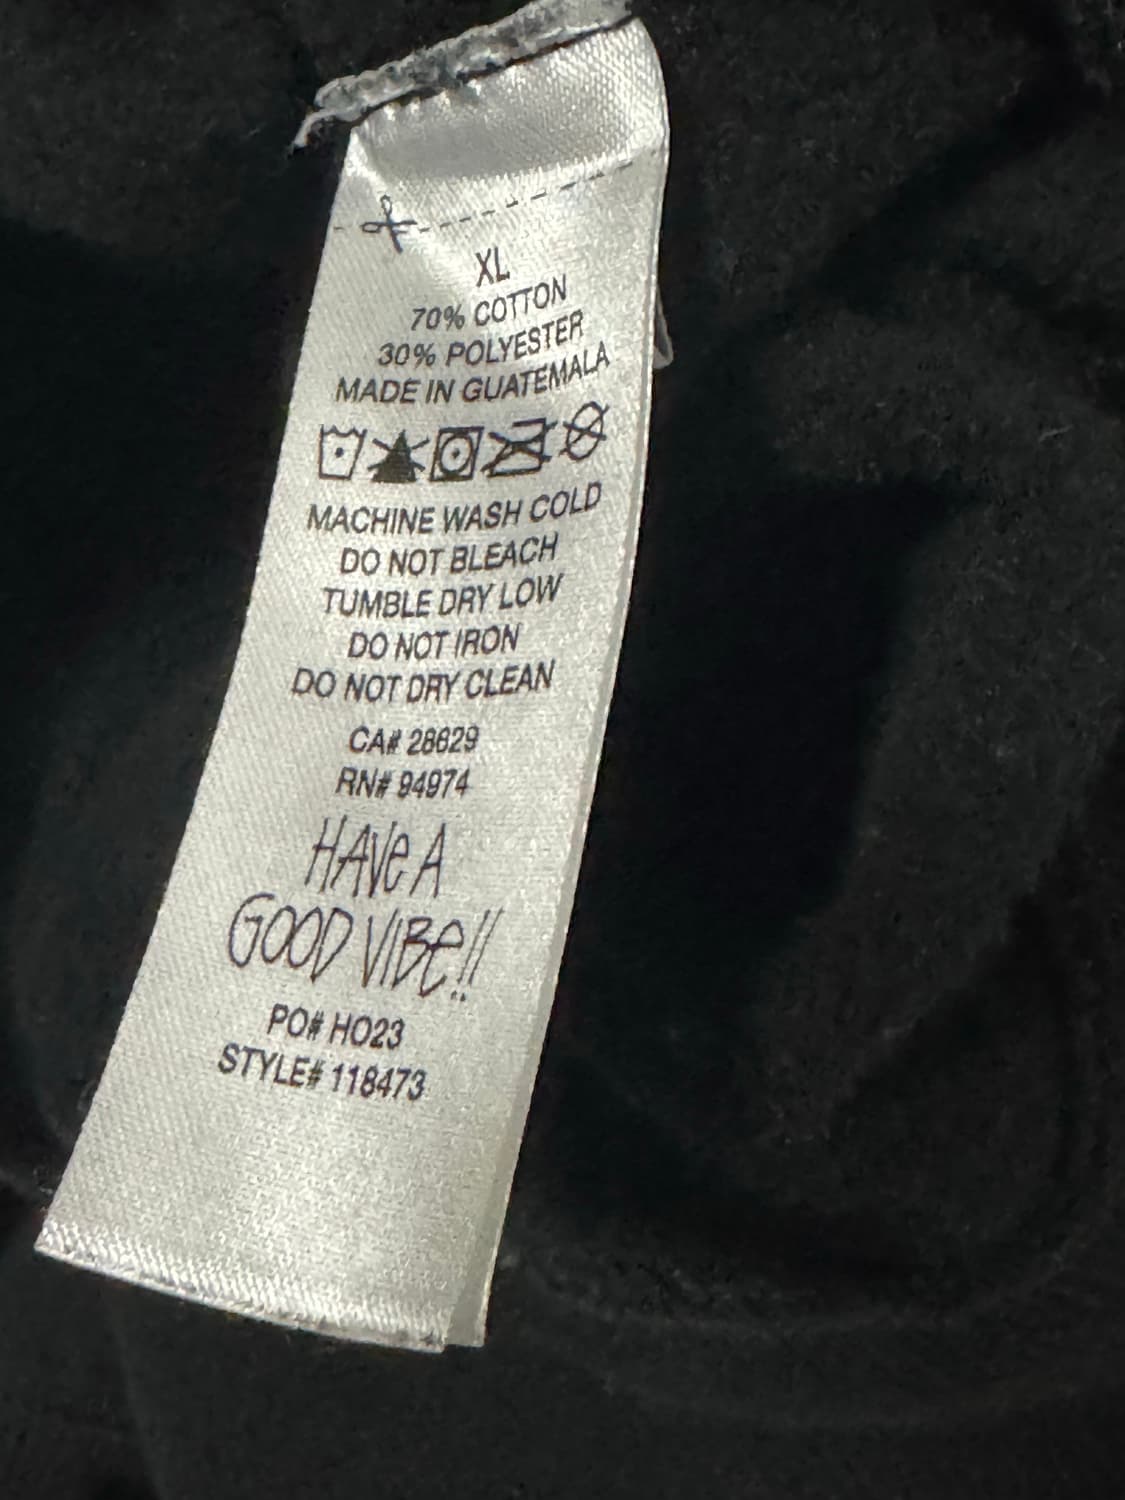 XL
70% COTTON
30% POLYESTER
MADE IN GUATEMALA
MACHINE WASH COLD
DO NOT BLEACH
TUMBLE DRY LOW
DO NOT IRON
DO NOT DRY CLEAN
CA# 28629
RN# 94974
HAVe A
GOOD VIBe!!
PO# HO23
STYLE# 118473